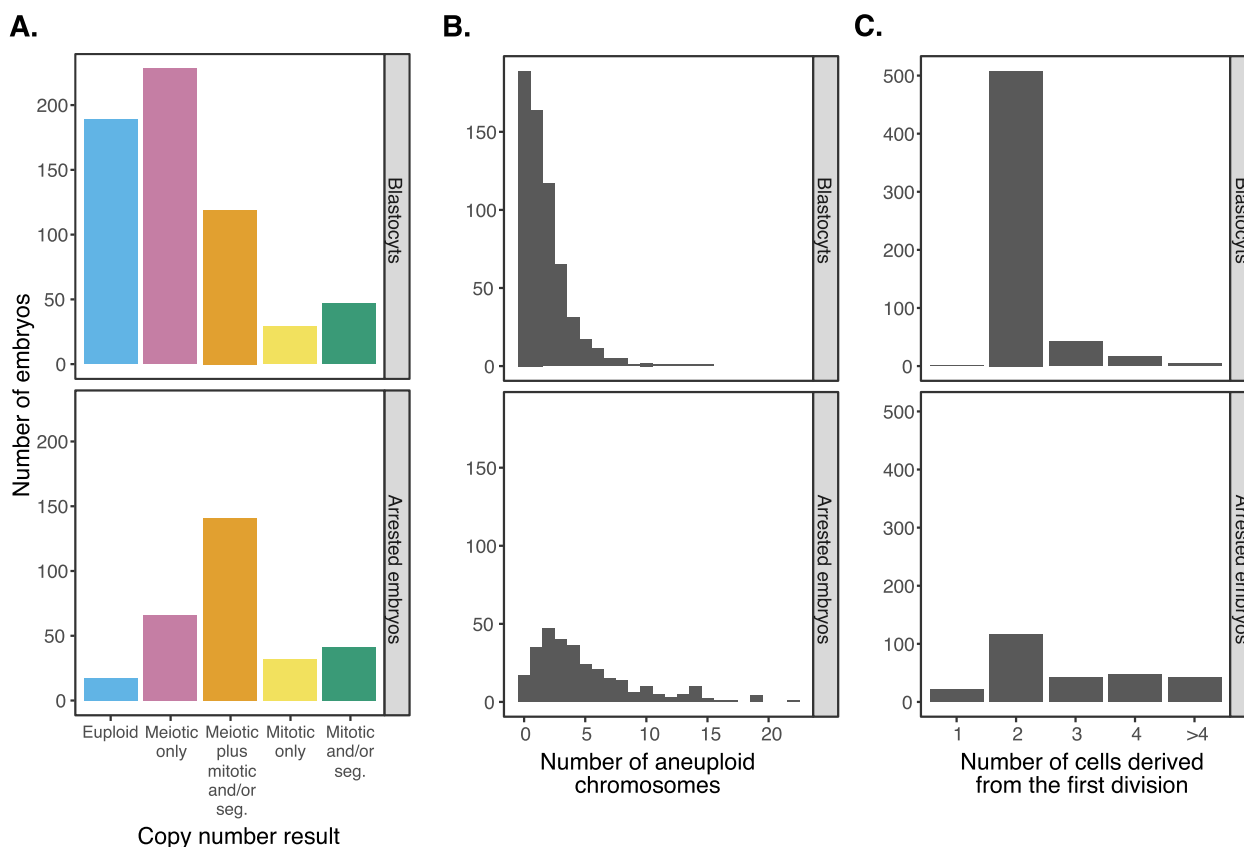 A.
B.
C.
Number of embryos
200
150
100
50
0
Blastocyts
200
150
100
50
0
Arrested embryos
Euploid
Meiotic
only
Meiotic
plus
mitotic
and/or
seg.
Mitotic
only
Mitotic
and/or
seg.
Copy number result
150
100
50
0
Blastocyts
150
100
50
0
Arrested embryos
0 5 10 15 20
Number of aneuploid
chromosomes
500
400
300
200
100
0
Blastocyts
500
400
300
200
100
0
Arrested embryos
1 2 3 4 >4
Number of cells derived
from the first division